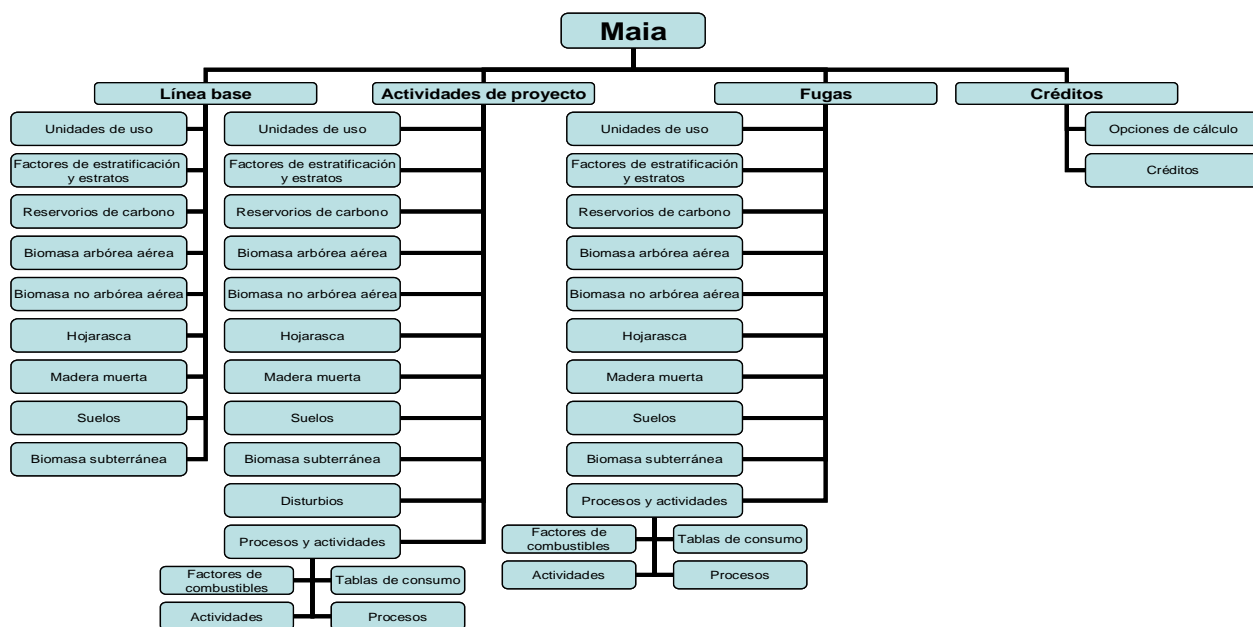 Maia
Línea base
Actividades de proyecto
Fugas
Créditos
Unidades de uso
Factores de estratificación
y estratos
Reservorios de carbono
Biomasa arbórea aérea
Biomasa no arbórea aérea
Hojarasca
Madera muerta
Suelos
Biomasa subterránea
Unidades de uso
Factores de estratificación
y estratos
Reservorios de carbono
Biomasa arbórea aérea
Biomasa no arbórea aérea
Hojarasca
Madera muerta
Suelos
Biomasa subterránea
Disturbios
Procesos y actividades
Factores de
combustibles
Tablas de consumo
Actividades
Procesos
Unidades de uso
Factores de estratificación
y estratos
Reservorios de carbono
Biomasa arbórea aérea
Biomasa no arbórea aérea
Hojarasca
Madera muerta
Suelos
Biomasa subterránea
Procesos y actividades
Factores de
combustibles
Tablas de consumo
Actividades
Procesos
Opciones de cálculo
Créditos